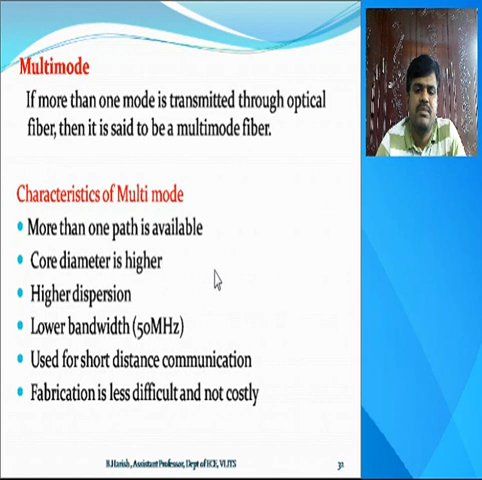 Multimode
If more than one mode is transmitted through optical
fiber, then it is said to be a multimode fiber.
Characteristics of Multi mode
• More than one path is available
• Core diameter is higher
• Higher dispersion
• Lower bandwidth (50MHz)
• Used for short distance communication
• Fabrication is less difficult and not costly
B.Harish , Assistant Professor, Dept of ECE, VLITS 31